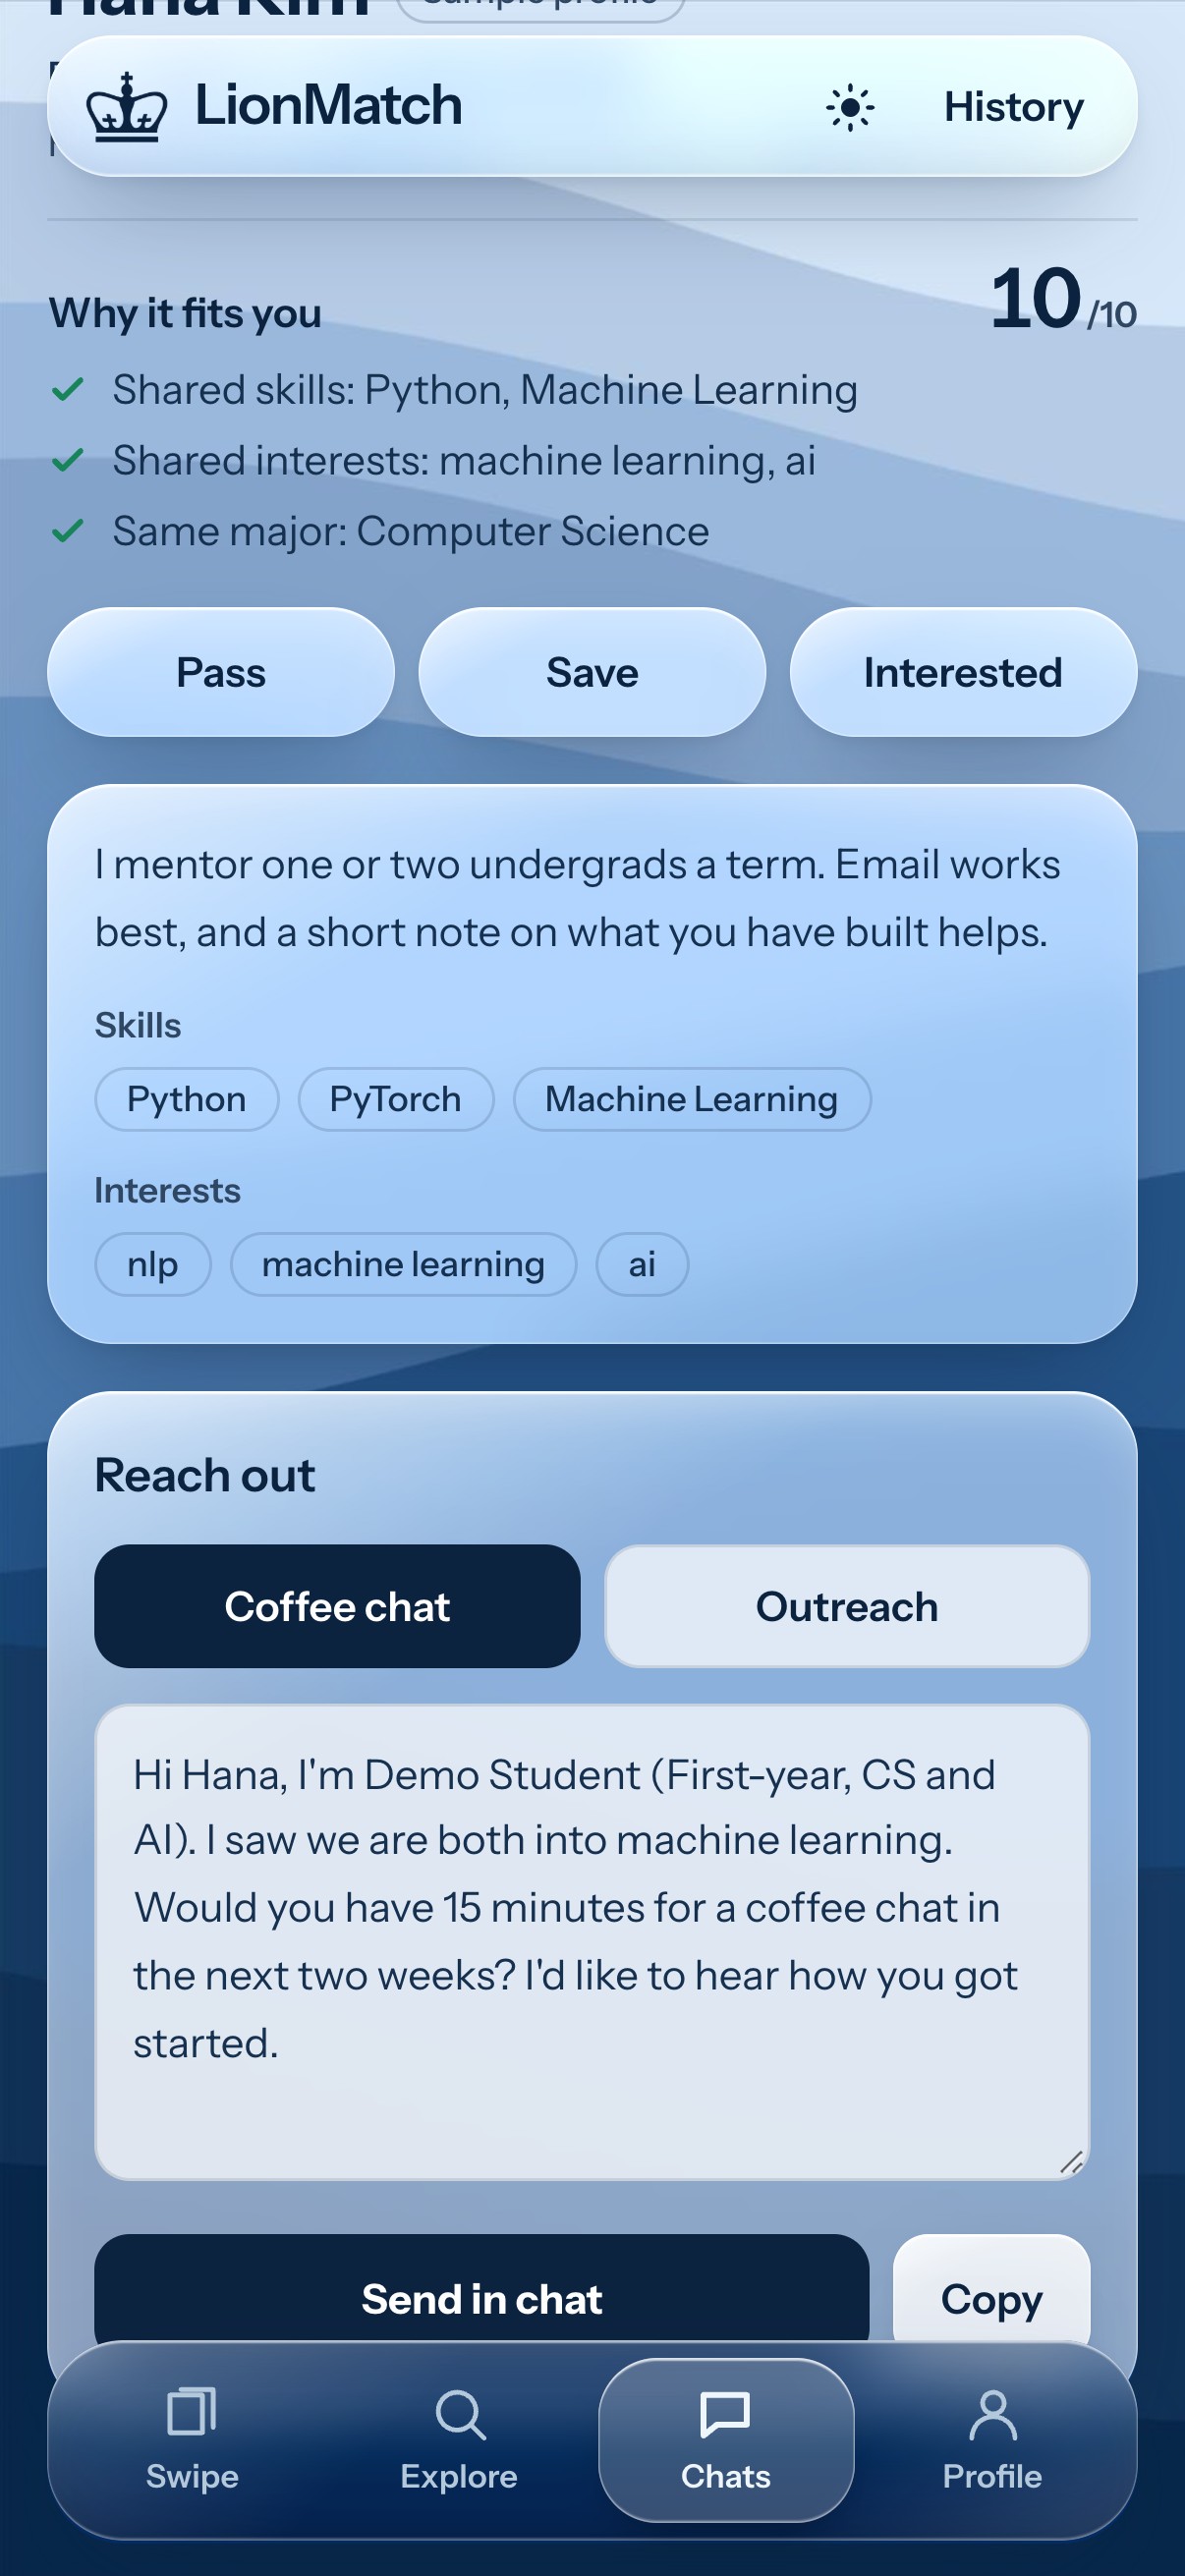 Hana Kim
Sample profile
LionMatch
History
Why it fits you
10/10
Shared skills: Python, Machine Learning
Shared interests: machine learning, ai
Same major: Computer Science
Pass
Save
Interested
I mentor one or two undergrads a term. Email works
best, and a short note on what you have built helps.
Skills
Python
PyTorch
Machine Learning
Interests
nlp
machine learning
ai
Reach out
Coffee chat
Outreach
Hi Hana, I'm Demo Student (First-year, CS and
AI). I saw we are both into machine learning.
Would you have 15 minutes for a coffee chat in
the next two weeks? I'd like to hear how you got
started.
Send in chat
Copy
Swipe
Explore
Chats
Profile